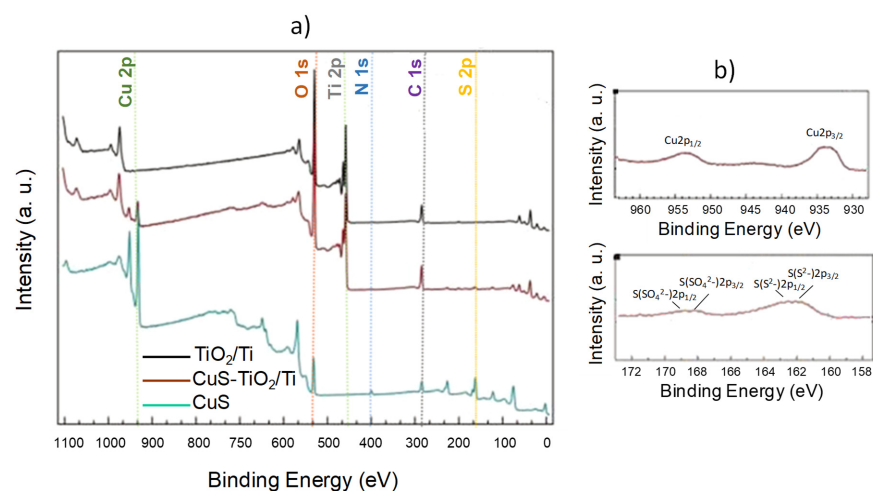 a)
Cu 2p
O 1s
Ti 2p
N 1s
C 1s
S 2p
Intensity (a. u.)
TiO₂/Ti
CuS-TiO₂/Ti
CuS
1100 1000 900 800 700 600 500 400 300 200 100 0
Binding Energy (eV)
b)
Intensity (a. u.)
Cu2p₁/₂
Cu2p₃/₂
960 955 950 945 940 935 930
Binding Energy (eV)
Intensity (a. u.)
S(SO₄²⁻)2p₁/₂
S(SO₄²⁻)2p₃/₂
S(S²⁻)2p₁/₂
S(S²⁻)2p₃/₂
172 170 168 166 164 162 160 158
Binding Energy (eV)